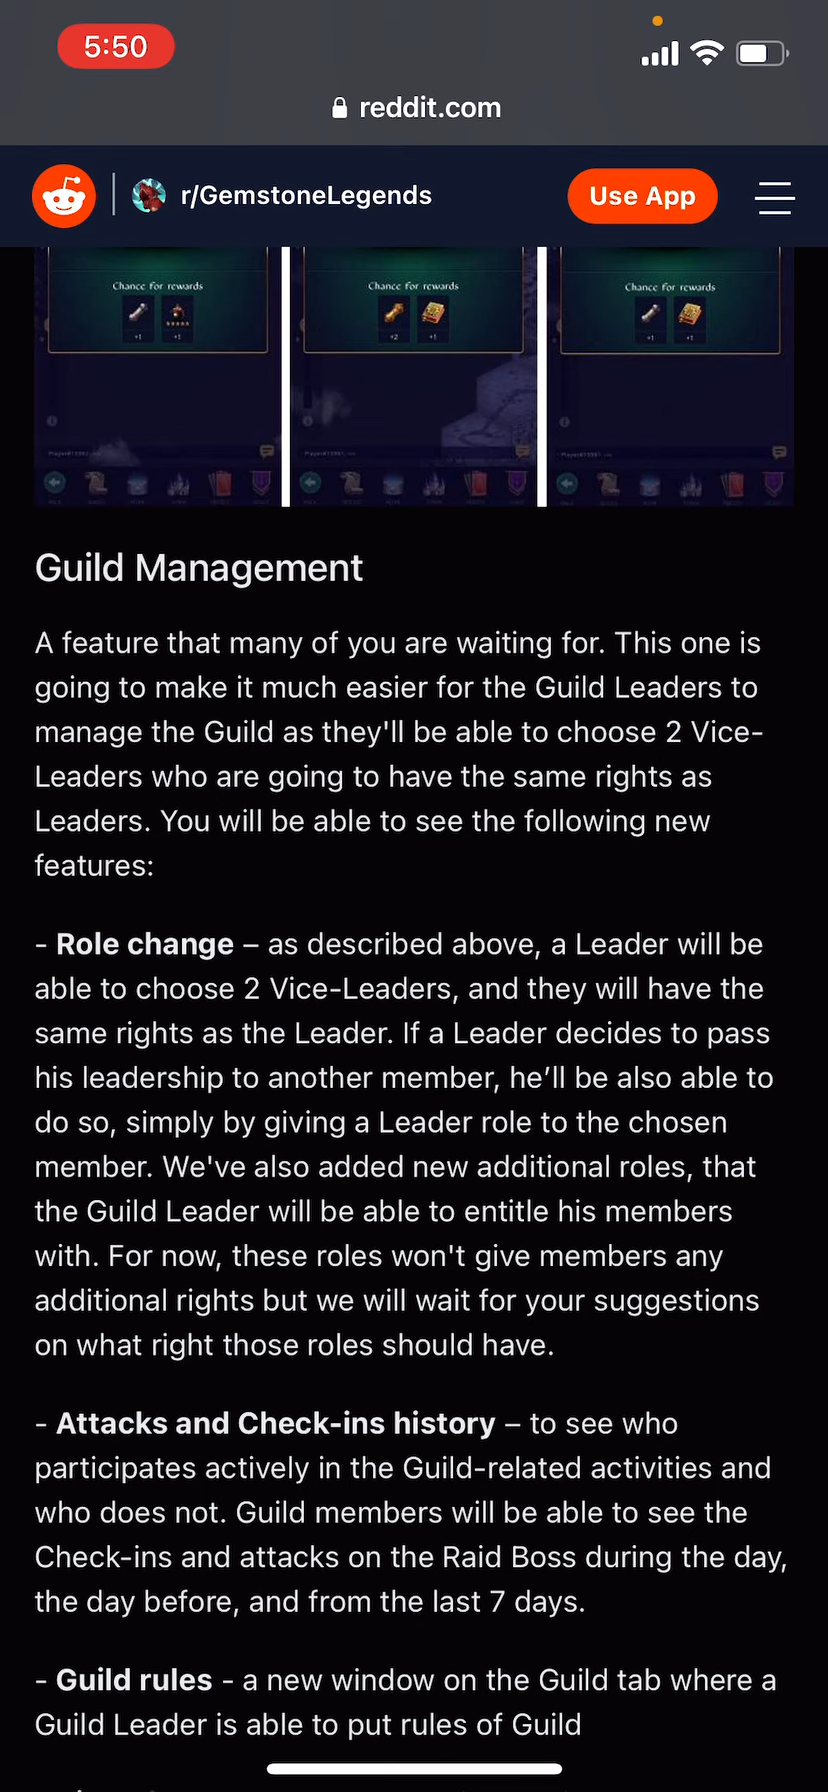 5:50
reddit.com
r/GemstoneLegends
Use App
Chance for rewards
Chance for rewards
Chance for rewards
+1 +1
+2 +1
+1 +1
Guild Management
A feature that many of you are waiting for. This one is
going to make it much easier for the Guild Leaders to
manage the Guild as they'll be able to choose 2 Vice-
Leaders who are going to have the same rights as
Leaders. You will be able to see the following new
features:
- Role change – as described above, a Leader will be
able to choose 2 Vice-Leaders, and they will have the
same rights as the Leader. If a Leader decides to pass
his leadership to another member, he’ll be also able to
do so, simply by giving a Leader role to the chosen
member. We've also added new additional roles, that
the Guild Leader will be able to entitle his members
with. For now, these roles won't give members any
additional rights but we will wait for your suggestions
on what right those roles should have.
- Attacks and Check-ins history – to see who
participates actively in the Guild-related activities and
who does not. Guild members will be able to see the
Check-ins and attacks on the Raid Boss during the day,
the day before, and from the last 7 days.
- Guild rules - a new window on the Guild tab where a
Guild Leader is able to put rules of Guild